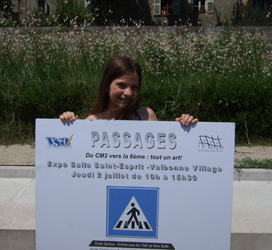 PASSAGES
Du CM2 vers la 6ème : tout un art!
Expo Salle Saint-Esprit -Valbonne Village
Jeudi 2 juillet de 10h à 18h30